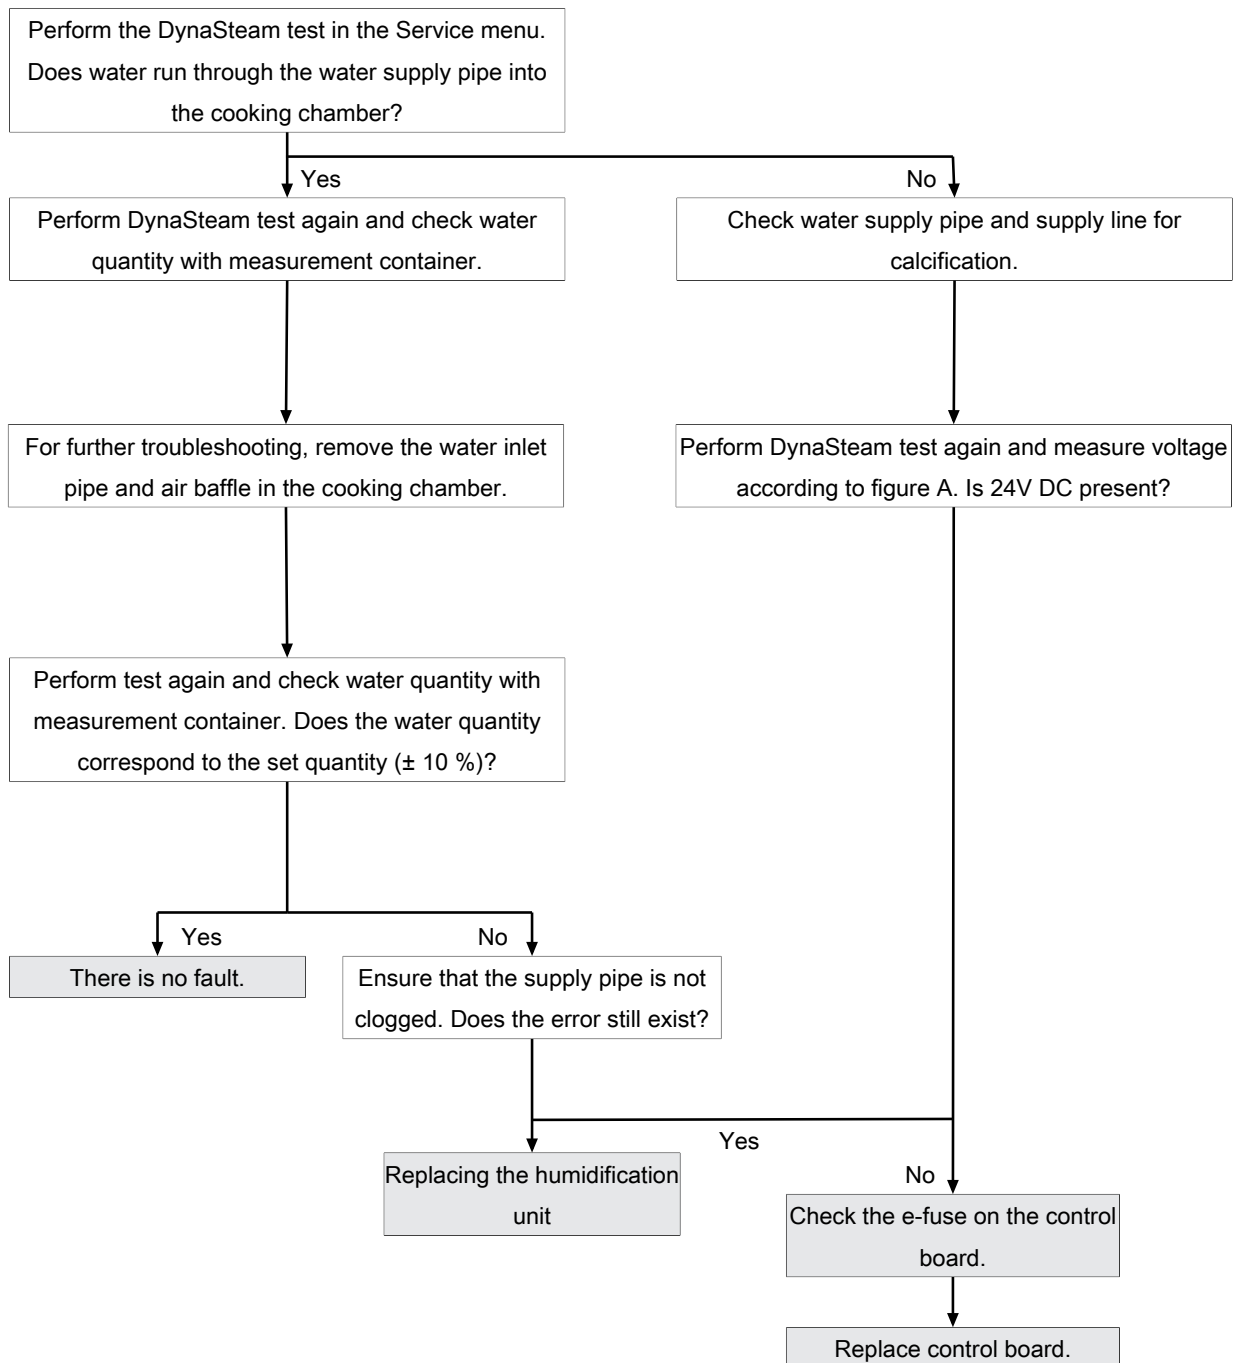 Perform the DynaSteam test in the Service menu.
Does water run through the water supply pipe into
the cooking chamber?
Yes
No
Perform DynaSteam test again and check water
quantity with measurement container.
Check water supply pipe and supply line for
calcification.
For further troubleshooting, remove the water inlet
pipe and air baffle in the cooking chamber.
Perform DynaSteam test again and measure voltage
according to figure A. Is 24V DC present?
Perform test again and check water quantity with
measurement container. Does the water quantity
correspond to the set quantity (± 10 %)?
Yes
No
There is no fault.
Ensure that the supply pipe is not
clogged. Does the error still exist?
Yes
Replacing the humidification
unit
No
Check the e-fuse on the control
board.
Replace control board.